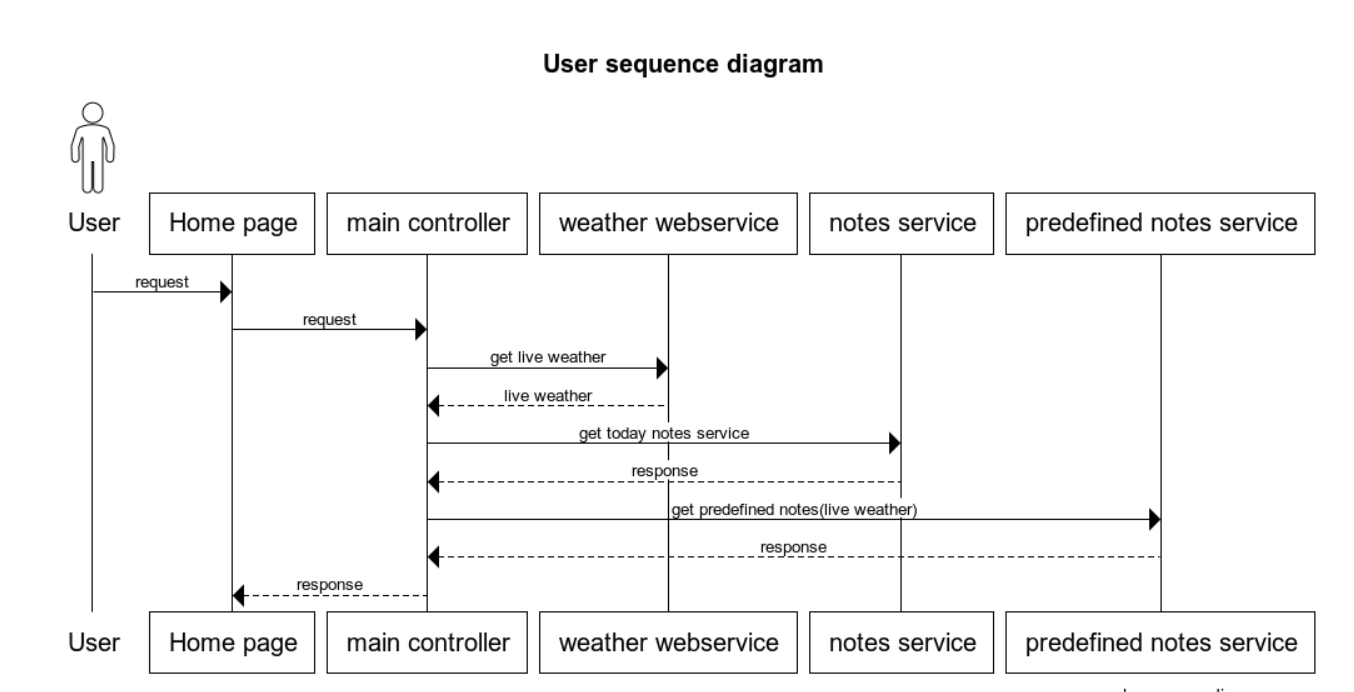 User sequence diagram
User
Home page
main controller
weather webservice
notes service
predefined notes service
request
request
get live weather
live weather
get today notes service
response
get predefined notes(live weather)
response
response
User
Home page
main controller
weather webservice
notes service
predefined notes service